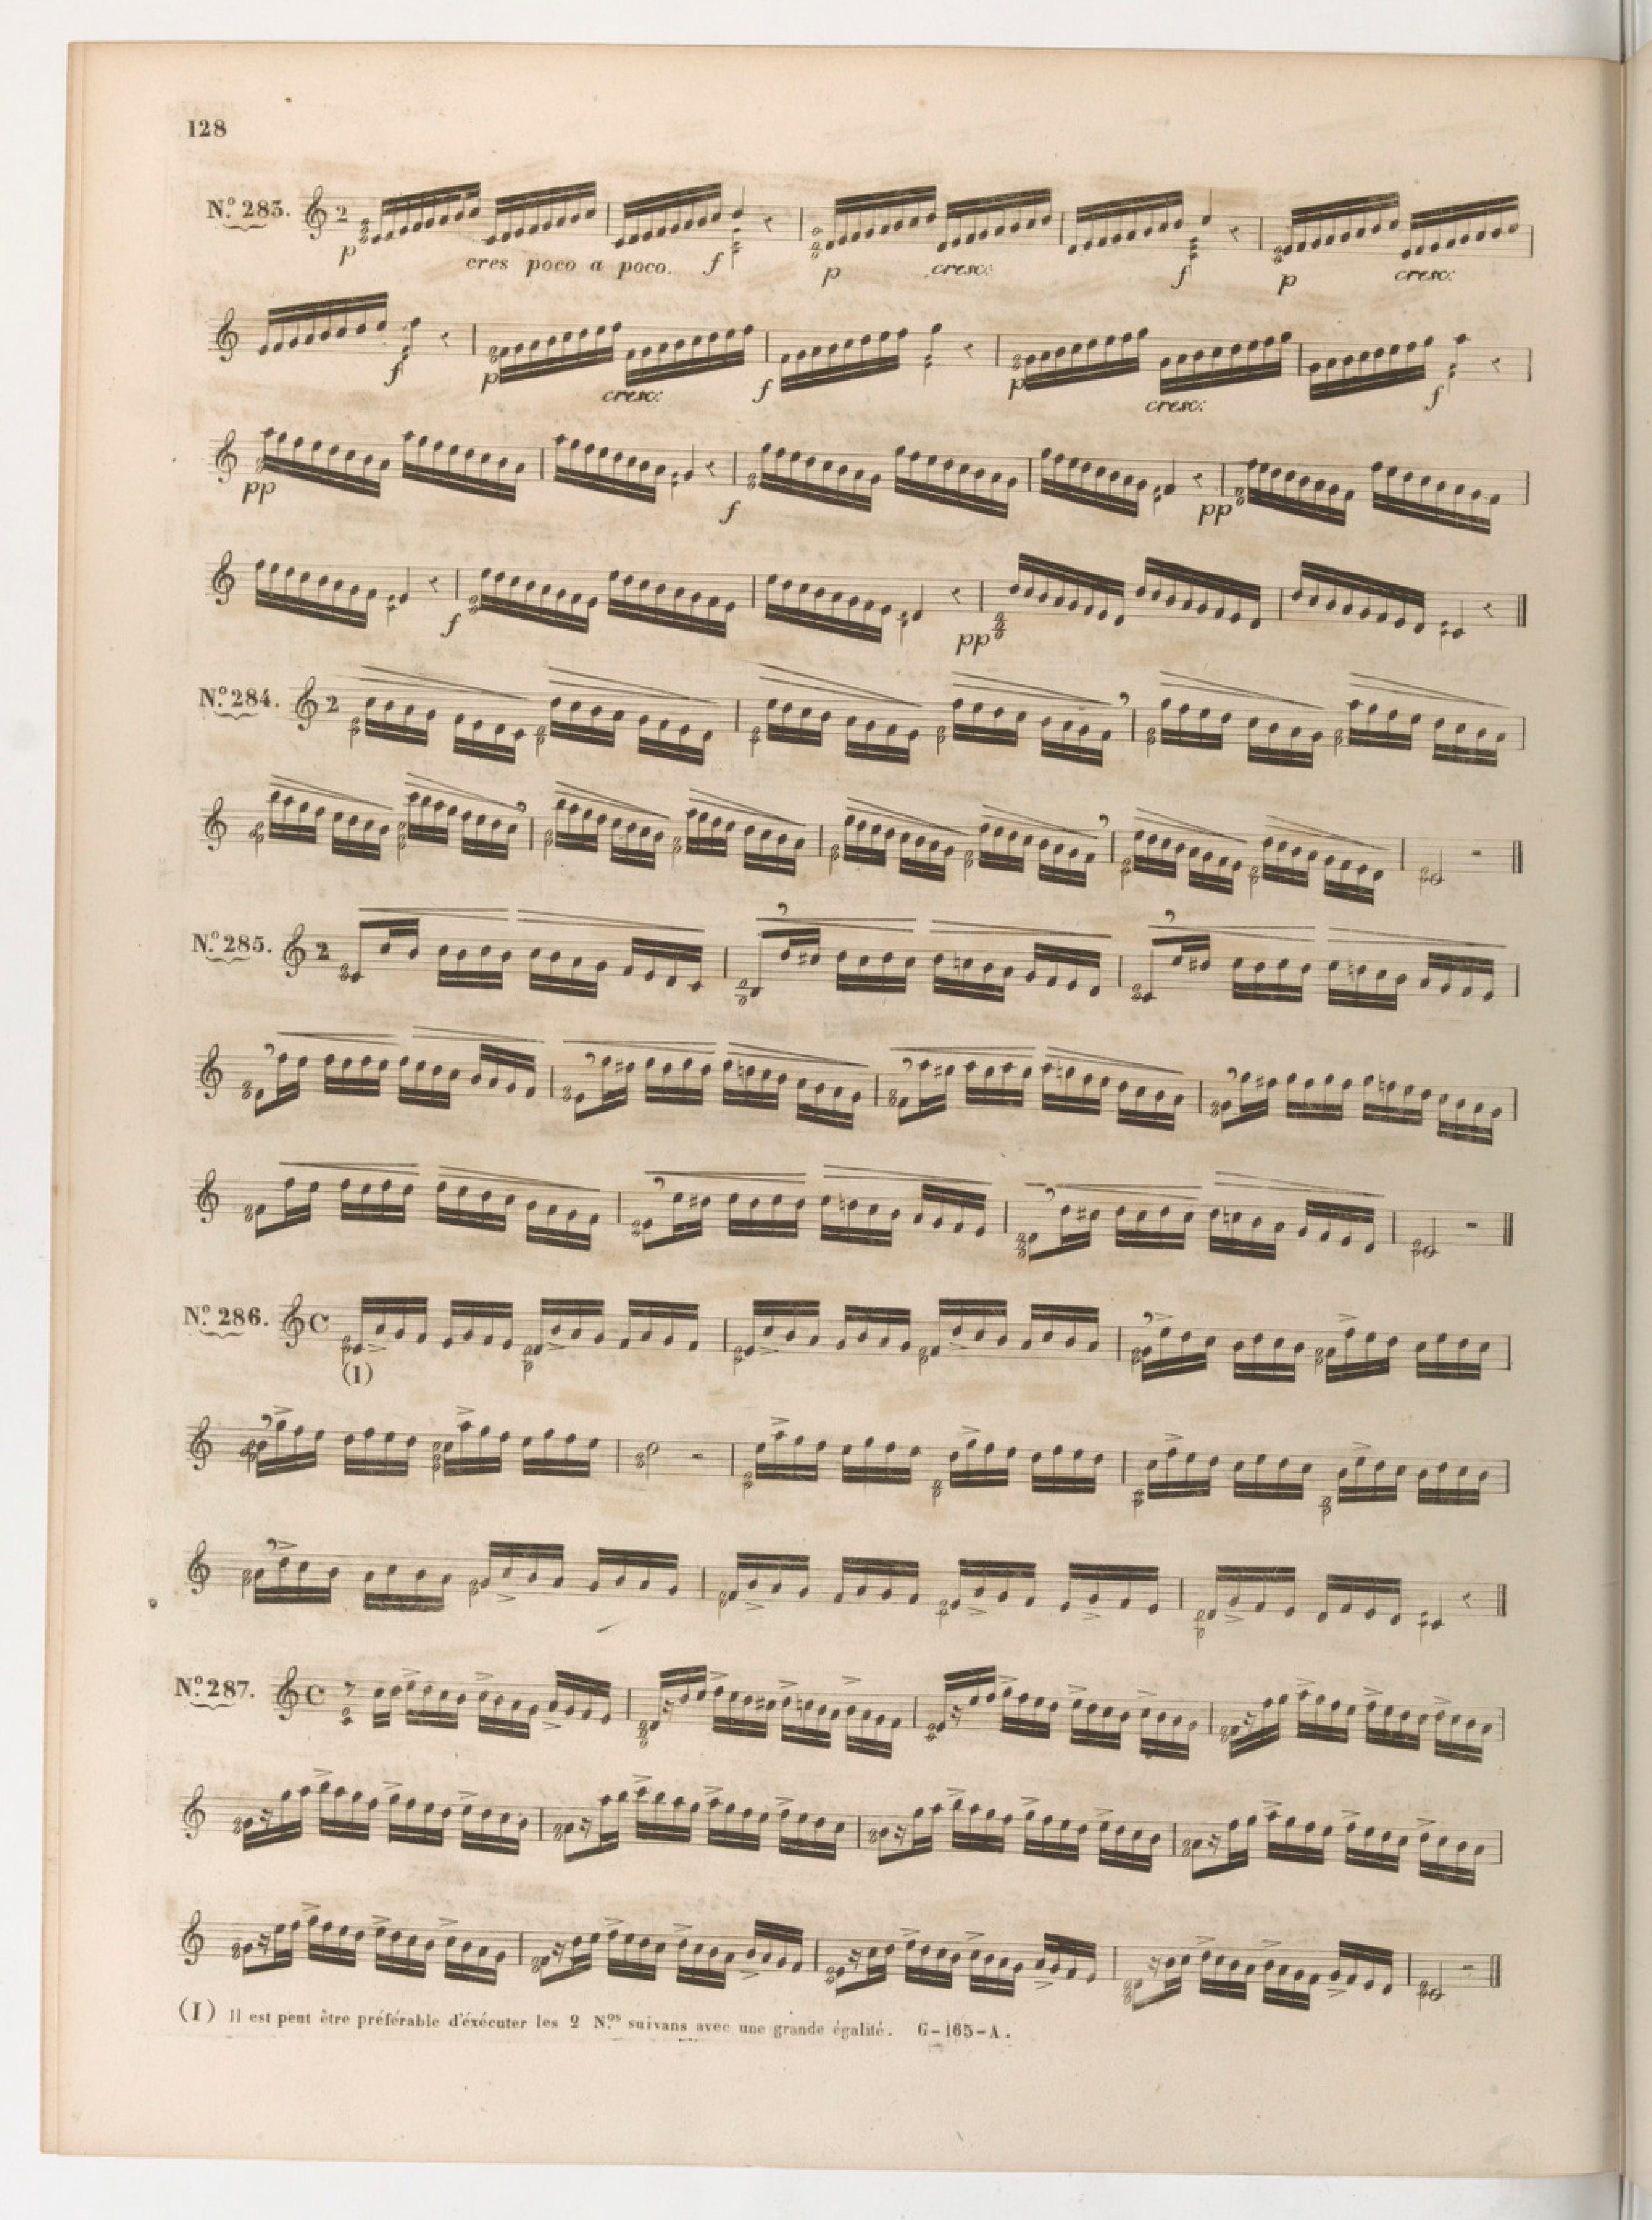 128
N.º 283. 2
p cres poco a poco. f p cresc: f p cresc:
f p cresc: f p cresc: f
pp f pp
f pp
N.º 284. 2
N.º 285. 2
N.º 286. C
(I)
N.º 287. C
(I) Il est peut être préférable d'éxécuter les 2 N.ºs suivans avec une grande égalité. G-165-A.